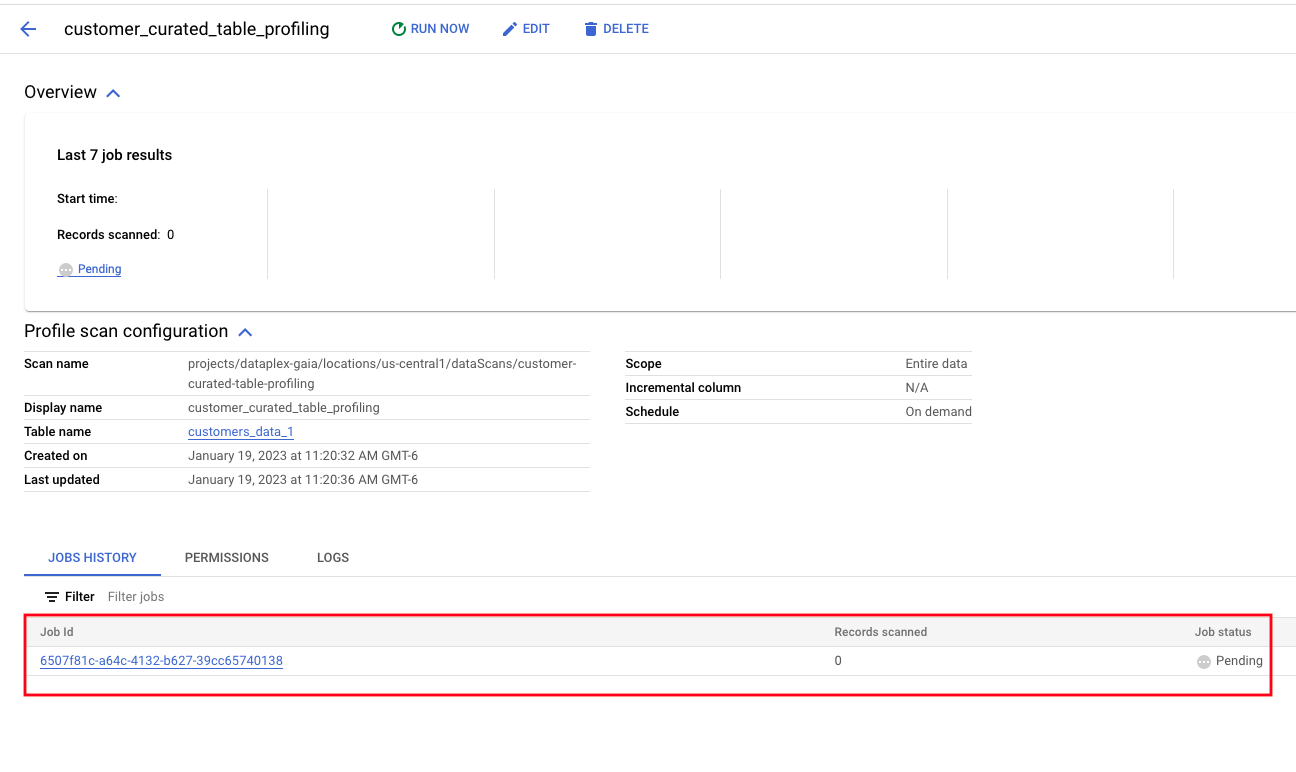 customer_curated_table_profiling RUN NOW EDIT DELETE
Overview
Last 7 job results
Start time:
Records scanned: 0
Pending
Profile scan configuration
Scan name projects/dataplex-gaia/locations/us-central1/dataScans/customer-
curated-table-profiling
Display name customer_curated_table_profiling
Table name customers_data_1
Created on January 19, 2023 at 11:20:32 AM GMT-6
Last updated January 19, 2023 at 11:20:36 AM GMT-6
Scope Entire data
Incremental column N/A
Schedule On demand
JOBS HISTORY PERMISSIONS LOGS
Filter Filter jobs
Job Id Records scanned Job status
6507f81c-a64c-4132-b627-39cc65740138 0 Pending